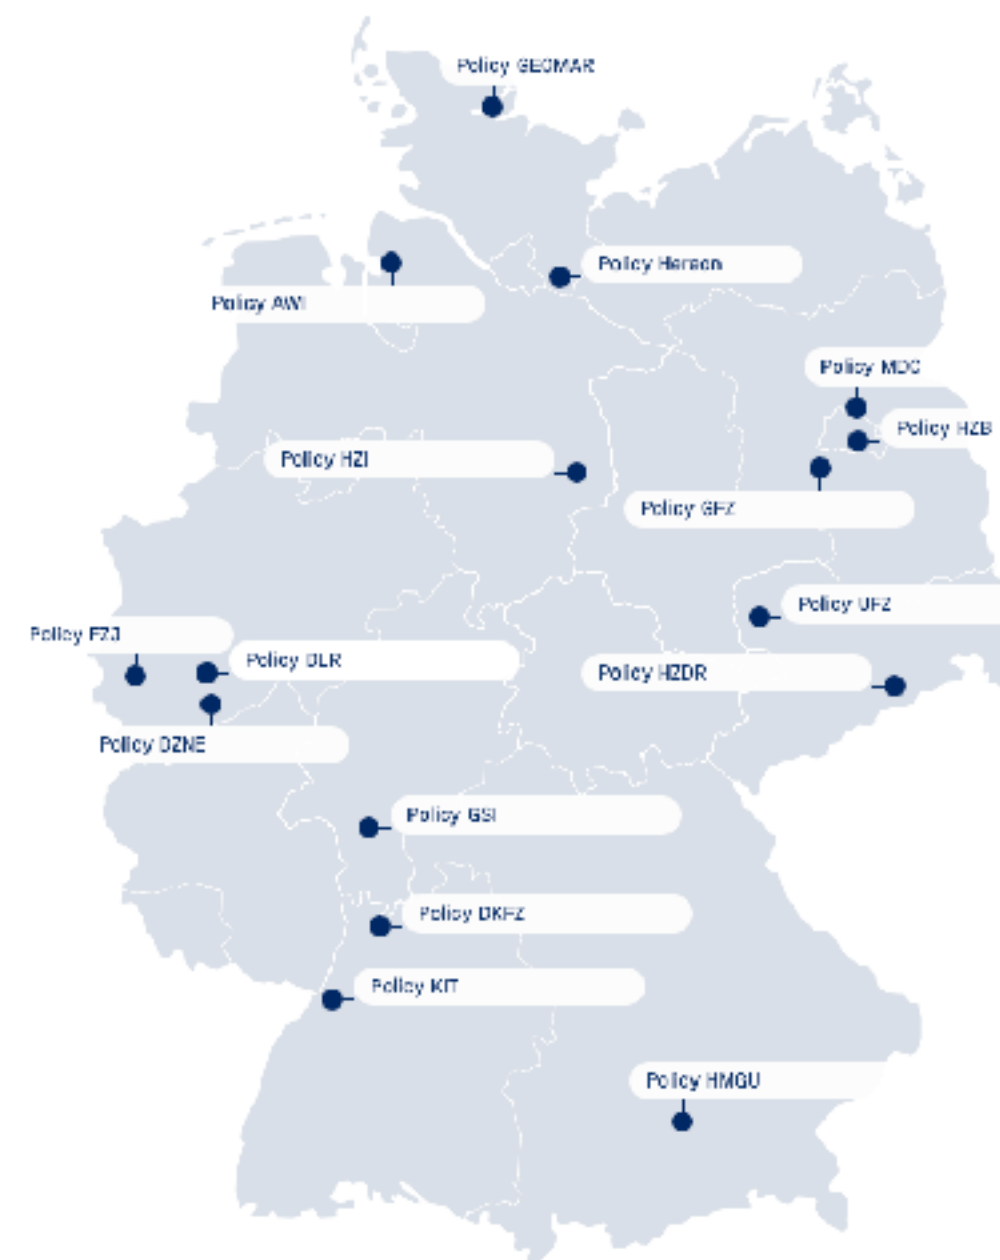 Policy GEOMAR
Policy Hereon
Policy AWI
Policy MDC
Policy HZB
Policy HZI
Policy GFZ
Policy UFZ
Policy FZJ
Policy DLR
Policy HZDR
Policy DZNE
Policy GSI
Policy DKFZ
Policy KIT
Policy HMGU